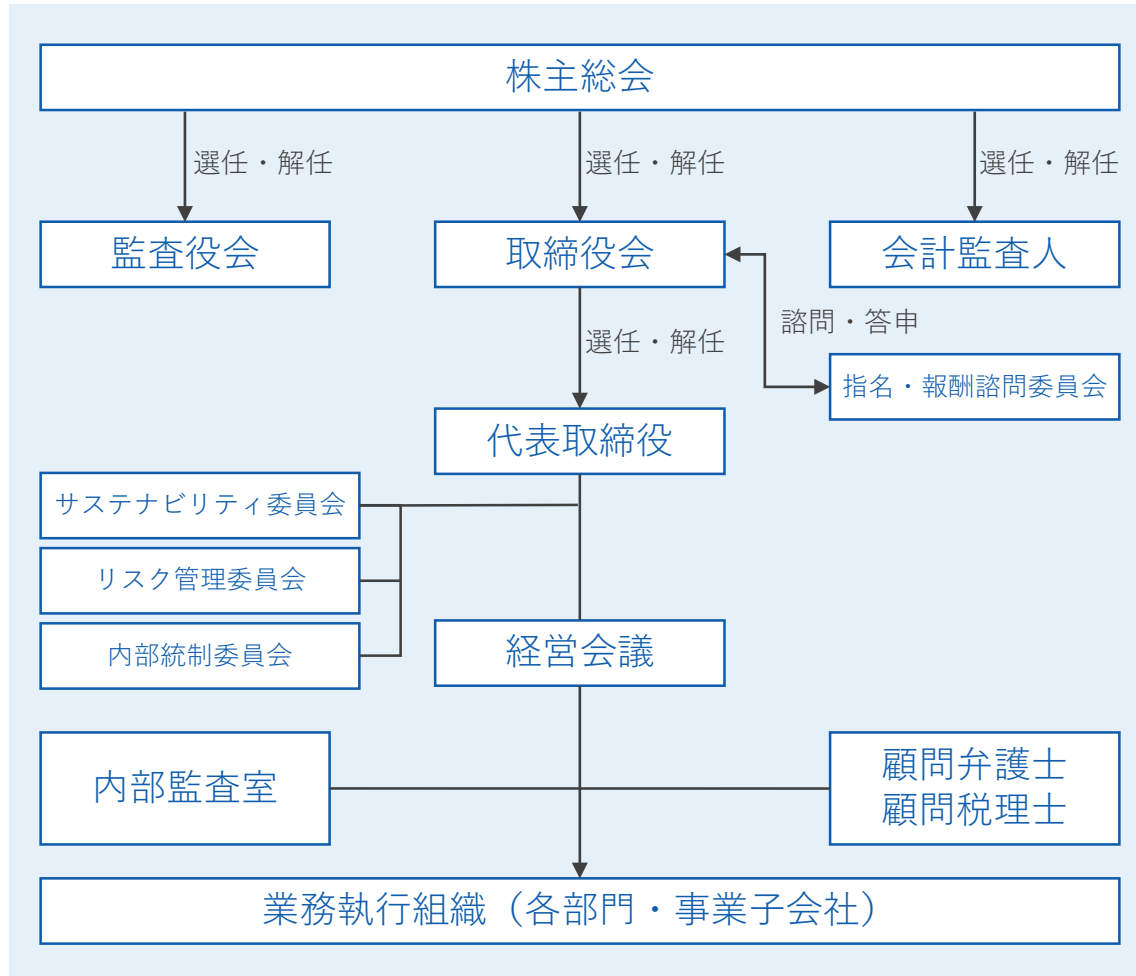 株主総会
選任・解任
選任・解任
選任・解任
監査役会
取締役会
会計監査人
諮問・答申
選任・解任
指名・報酬諮問委員会
代表取締役
サステナビリティ委員会
リスク管理委員会
内部統制委員会
経営会議
内部監査室
顧問弁護士
顧問税理士
業務執行組織（各部門・事業子会社）